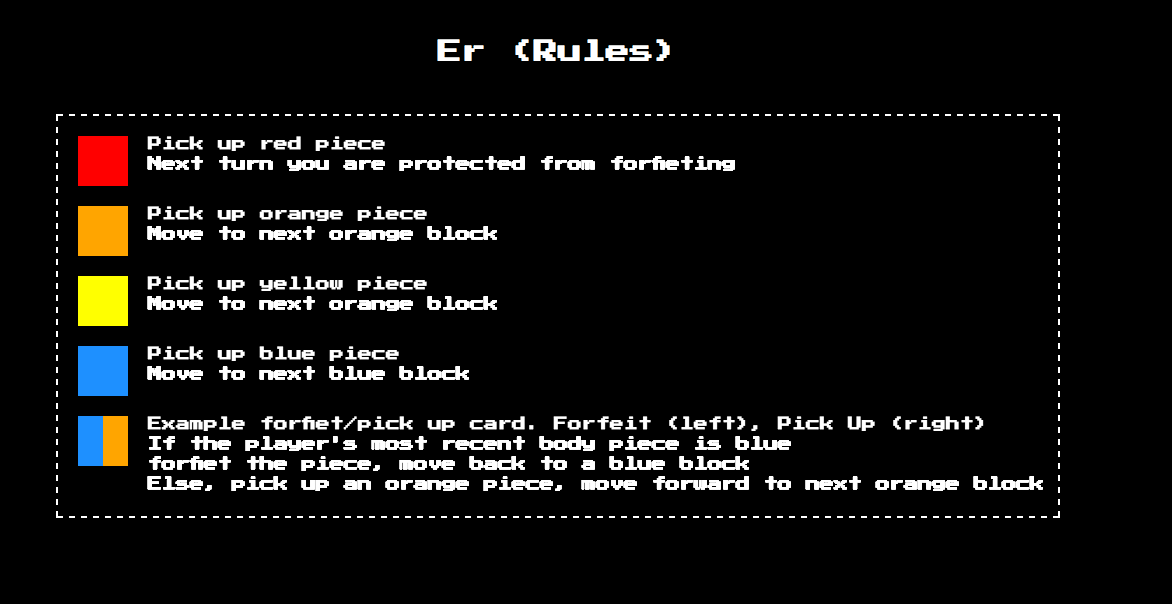 Er (Rules)
Pick up red piece
Next turn you are protected from forfieting
Pick up orange piece
Move to next orange block
Pick up yellow piece
Move to next orange block
Pick up blue piece
Move to next blue block
Example forfiet/pick up card. Forfeit (left), Pick Up (right)
If the player's most recent body piece is blue
forfiet the piece, move back to a blue block
Else, pick up an orange piece, move forward to next orange block